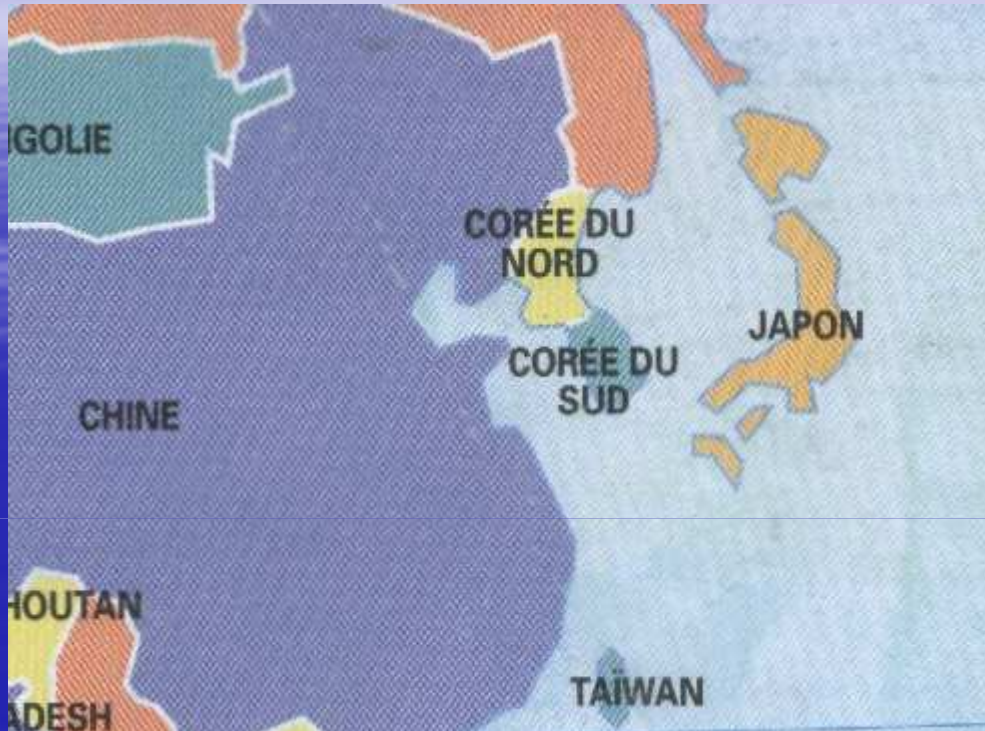 GOLIE
CORÉE DU
NORD
JAPON
CORÉE DU
SUD
CHINE
HOUTAN
TAÏWAN
ADESH